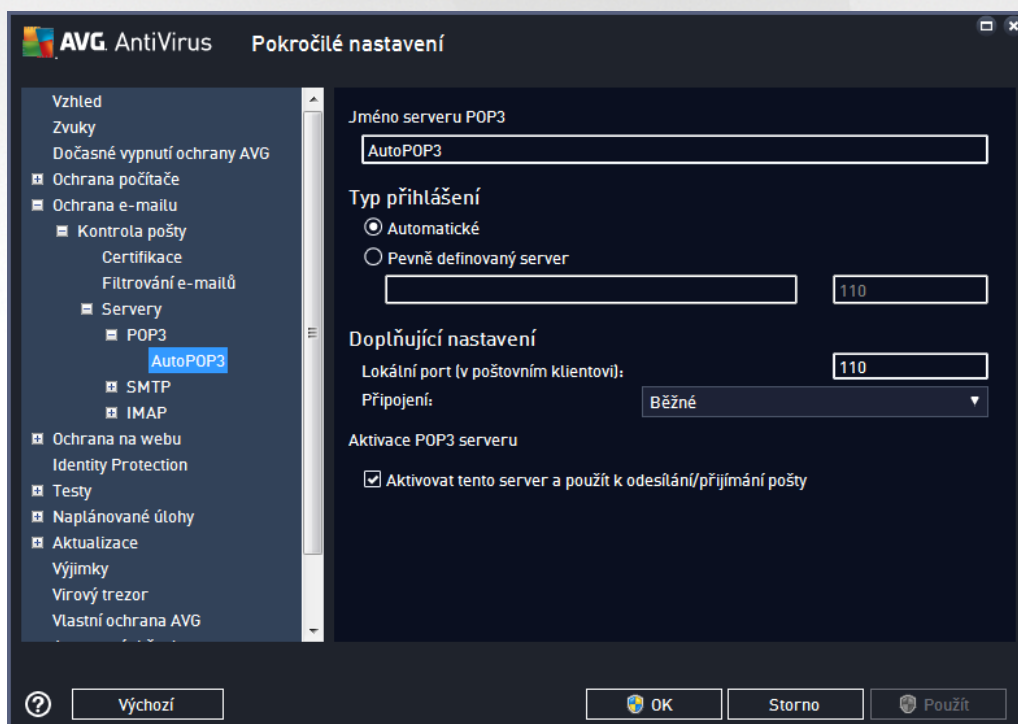 AVG. AntiVirus Pokročilé nastavení
Vzhled
Zvuky
Dočasné vypnutí ochrany AVG
Ochrana počítače
Ochrana e-mailu
Kontrola pošty
Certifikace
Filtrování e-mailů
Servery
POP3
AutoPOP3
SMTP
IMAP
Ochrana na webu
Identity Protection
Testy
Naplánované úlohy
Aktualizace
Výjimky
Virový trezor
Vlastní ochrana AVG
Jméno serveru POP3
AutoPOP3
Typ přihlášení
Automatické
Pevně definovaný server
110
Doplňující nastavení
Lokální port (v poštovním klientovi): 110
Připojení: Běžné
Aktivace POP3 serveru
Aktivovat tento server a použít k odesílání/přijímání pošty
? Výchozí OK Storno Použít